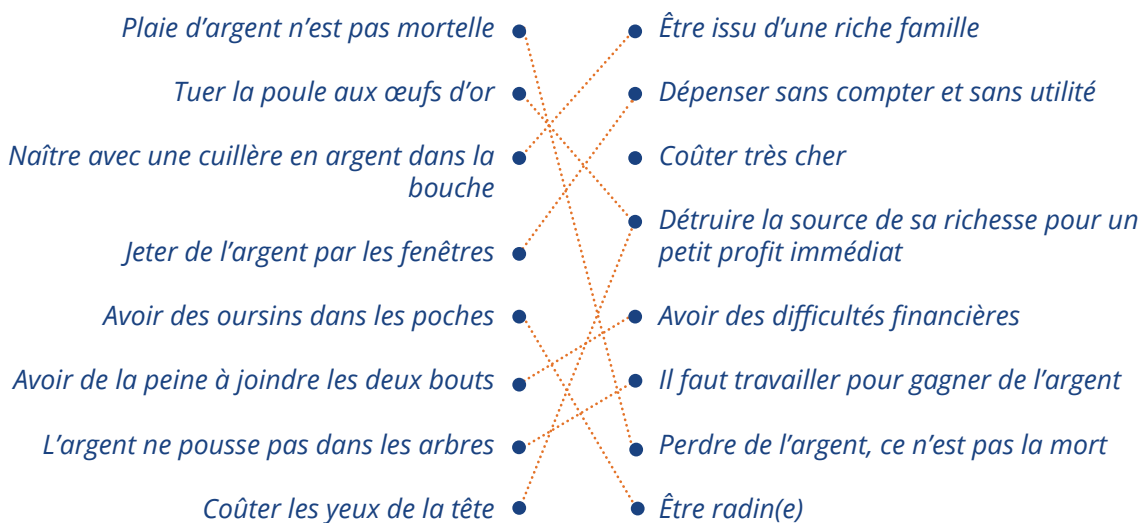 Plaie d’argent n’est pas mortelle
Être issu d’une riche famille
Tuer la poule aux œufs d’or
Dépenser sans compter et sans utilité
Naître avec une cuillère en argent dans la
bouche
Coûter très cher
Détruire la source de sa richesse pour un
petit profit immédiat
Jeter de l’argent par les fenêtres
Avoir des oursins dans les poches
Avoir des difficultés financières
Avoir de la peine à joindre les deux bouts
Il faut travailler pour gagner de l’argent
L’argent ne pousse pas dans les arbres
Perdre de l’argent, ce n’est pas la mort
Coûter les yeux de la tête
Être radin(e)